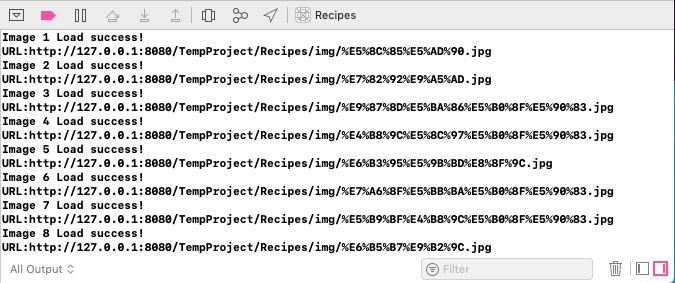 Recipes
Image 1 Load success!
URL:http://127.0.0.1:8080/TempProject/Recipes/img/%E5%8C%85%E5%AD%90.jpg
Image 2 Load success!
URL:http://127.0.0.1:8080/TempProject/Recipes/img/%E7%82%92%E9%A5%AD.jpg
Image 3 Load success!
URL:http://127.0.0.1:8080/TempProject/Recipes/img/%E9%87%8D%E5%BA%86%E5%B0%8F%E5%90%83.jpg
Image 4 Load success!
URL:http://127.0.0.1:8080/TempProject/Recipes/img/%E4%B8%9C%E5%8C%97%E5%B0%8F%E5%90%83.jpg
Image 5 Load success!
URL:http://127.0.0.1:8080/TempProject/Recipes/img/%E6%B3%95%E5%9B%BD%E8%8F%9C.jpg
Image 6 Load success!
URL:http://127.0.0.1:8080/TempProject/Recipes/img/%E7%A6%8F%E5%BB%BA%E5%B0%8F%E5%90%83.jpg
Image 7 Load success!
URL:http://127.0.0.1:8080/TempProject/Recipes/img/%E5%B9%BF%E4%B8%9C%E5%B0%8F%E5%90%83.jpg
Image 8 Load success!
URL:http://127.0.0.1:8080/TempProject/Recipes/img/%E6%B5%B7%E9%B2%9C.jpg
All Output
Filter